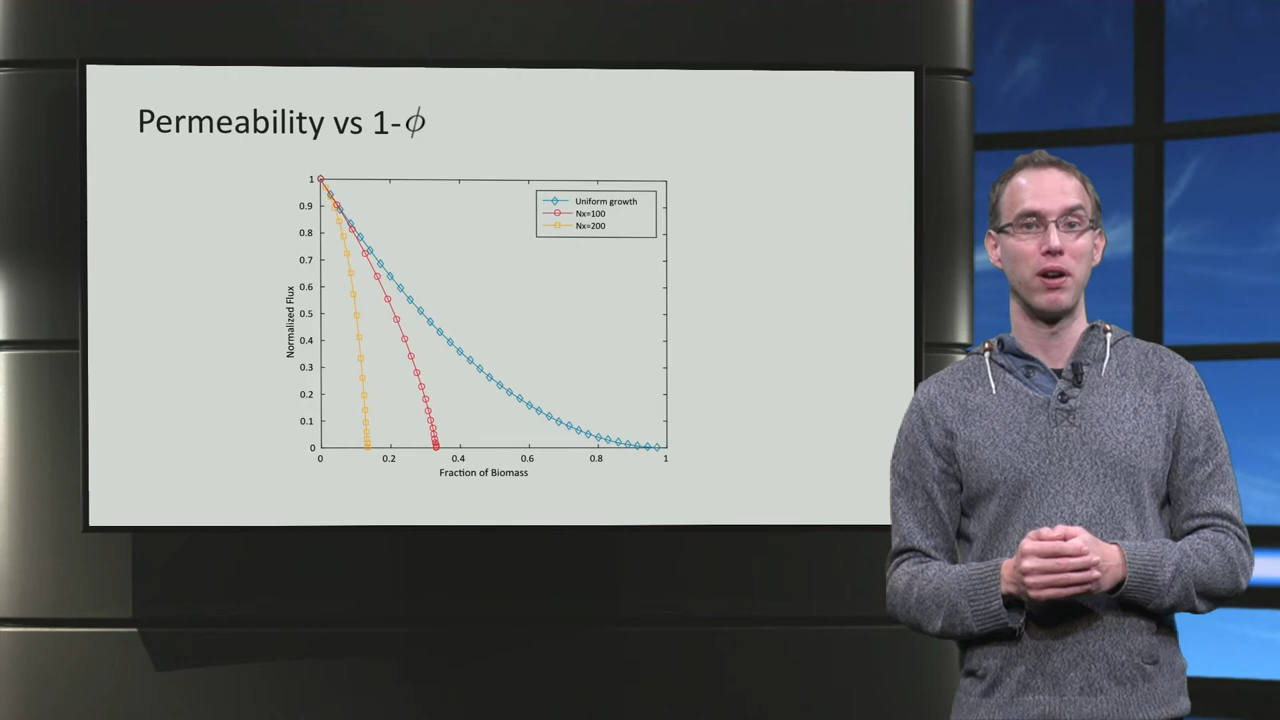 Permeability vs 1-ϕ
1
0.9
0.8
0.7
0.6
0.5
0.4
0.3
0.2
0.1
0
Normalized Flux
Uniform growth
Nx=100
Nx=200
0 0.2 0.4 0.6 0.8 1
Fraction of Biomass